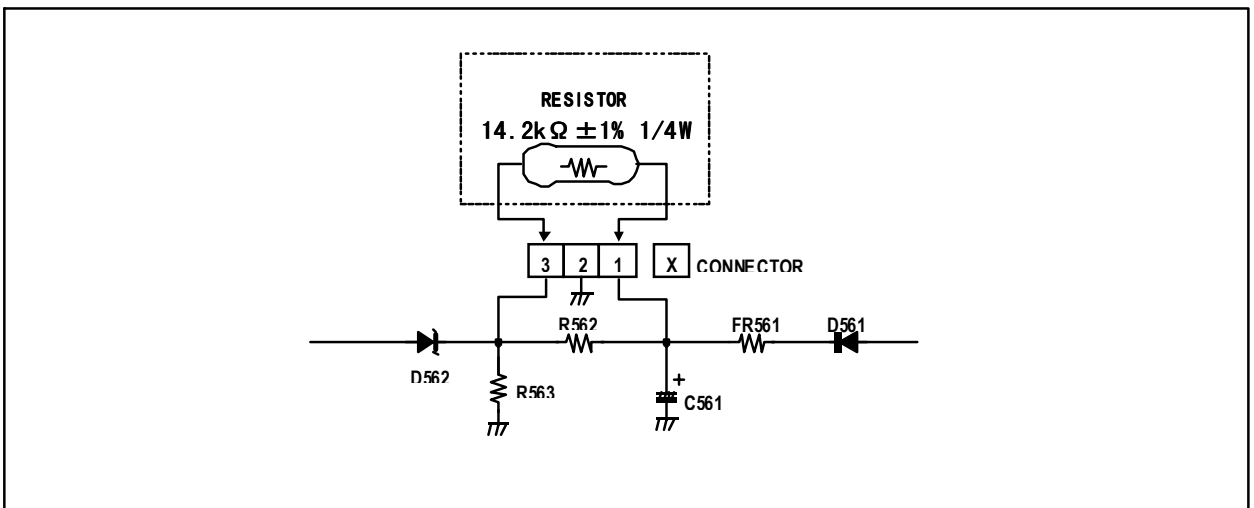 RESISTOR
14.2kΩ ±1% 1/4W
3 2 1 X CONNECTOR
R562 FR561 D561
D562 R563 + C561